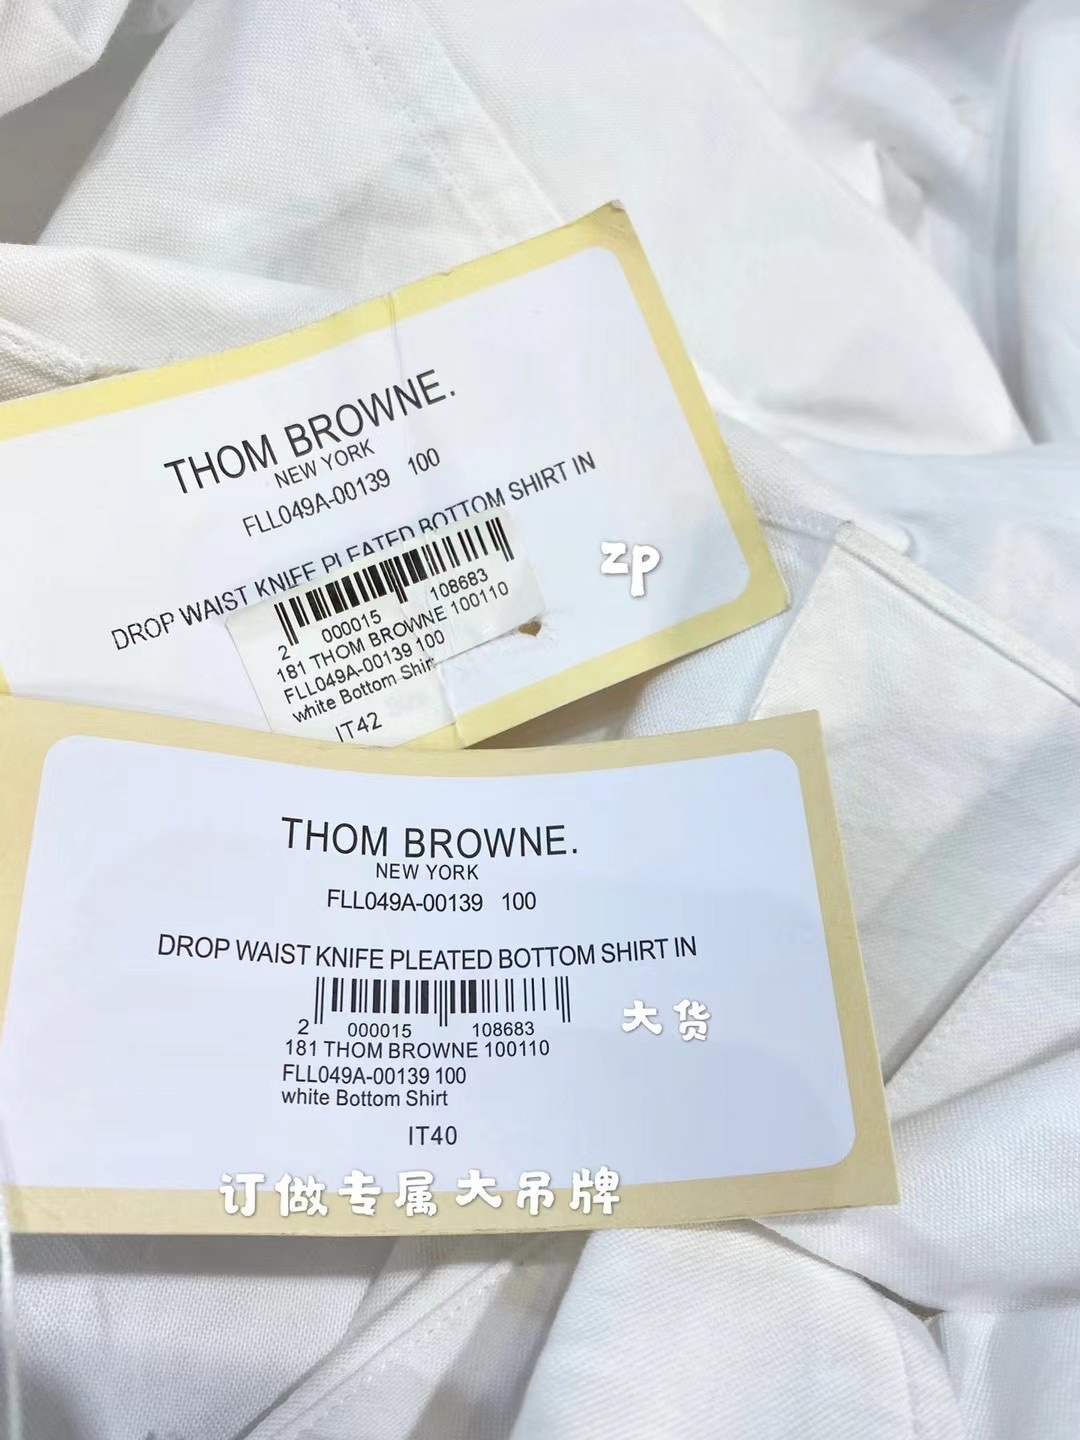 THOM BROWNE.
NEW YORK
FLL049A-00139 100
DROP WAIST KNIFE PLEATED BOTTOM SHIRT IN
zp
2 000015 108683
181 THOM BROWNE 100110
FLL049A-00139 100
white Bottom Shirt
IT42
THOM BROWNE.
NEW YORK
FLL049A-00139 100
DROP WAIST KNIFE PLEATED BOTTOM SHIRT IN
大货
2 000015 108683
181 THOM BROWNE 100110
FLL049A-00139 100
white Bottom Shirt
IT40
订做专属大吊牌